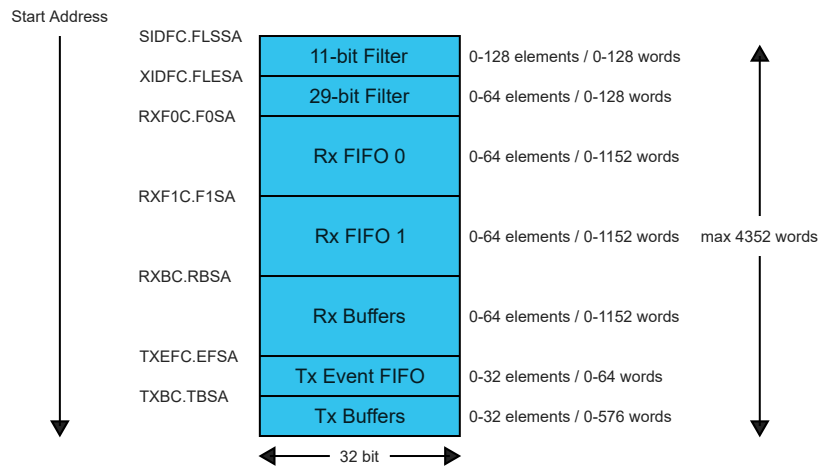 Start Address
SIDFC.FLSSA
11-bit Filter
0-128 elements / 0-128 words
XIDFC.FLESA
29-bit Filter
0-64 elements / 0-128 words
RXF0C.F0SA
Rx FIFO 0
0-64 elements / 0-1152 words
RXF1C.F1SA
Rx FIFO 1
0-64 elements / 0-1152 words
max 4352 words
RXBC.RBSA
Rx Buffers
0-64 elements / 0-1152 words
TXEFC.EFSA
Tx Event FIFO
0-32 elements / 0-64 words
TXBC.TBSA
Tx Buffers
0-32 elements / 0-576 words
32 bit